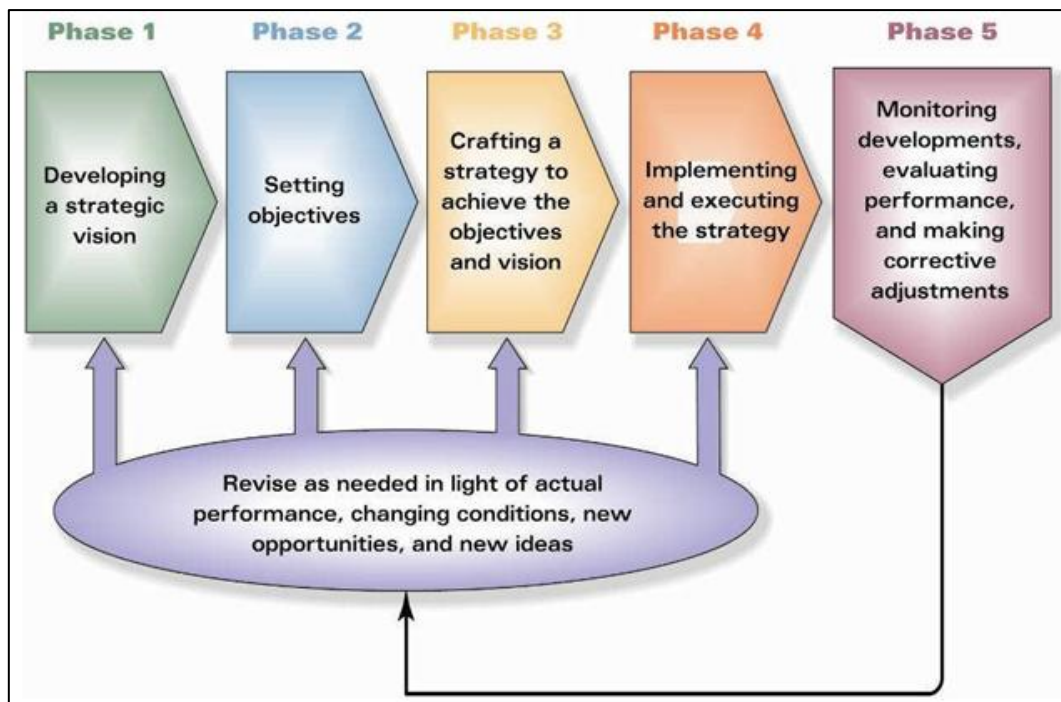 Phase 1
Phase 2
Phase 3
Phase 4
Phase 5
Developing
a strategic
vision
Setting
objectives
Crafting a
strategy to
achieve the
objectives
and vision
Implementing
and executing
the strategy
Monitoring
developments,
evaluating
performance,
and making
corrective
adjustments
Revise as needed in light of actual
performance, changing conditions, new
opportunities, and new ideas